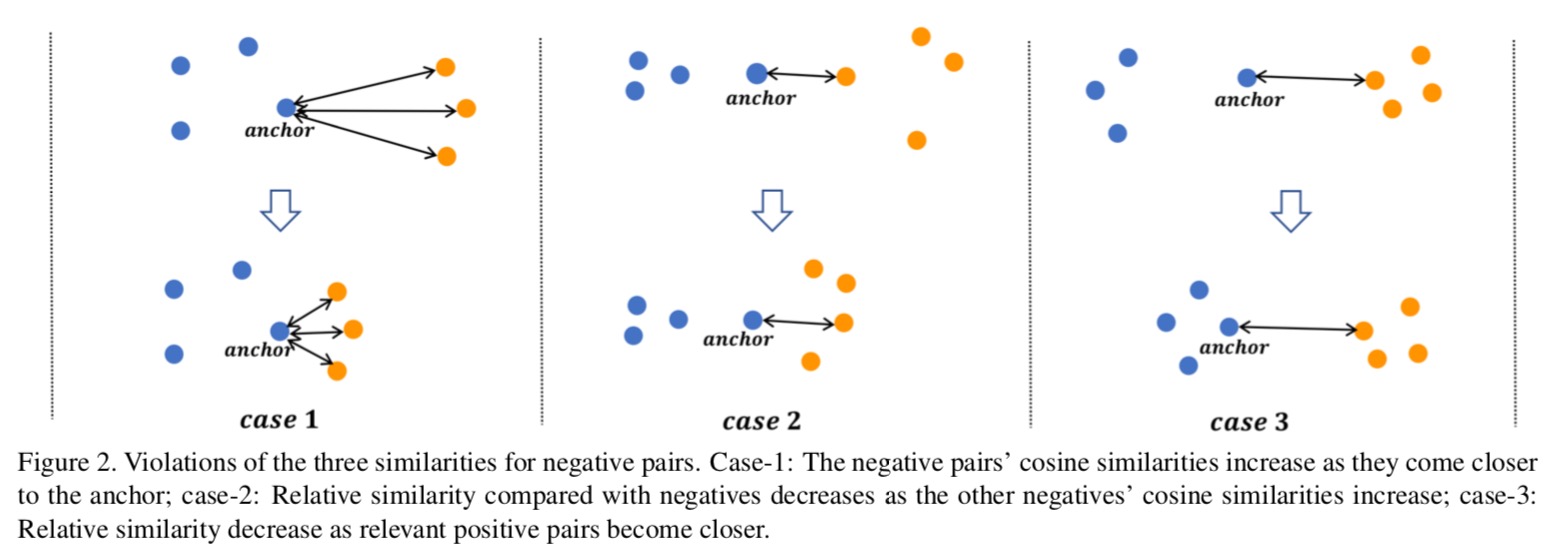 anchor
anchor
anchor
anchor
anchor
anchor
case 1
case 2
case 3
Figure 2. Violations of the three similarities for negative pairs. Case-1: The negative pairs’ cosine similarities increase as they come closer
to the anchor; case-2: Relative similarity compared with negatives decreases as the other negatives’ cosine similarities increase; case-3:
Relative similarity decrease as relevant positive pairs become closer.